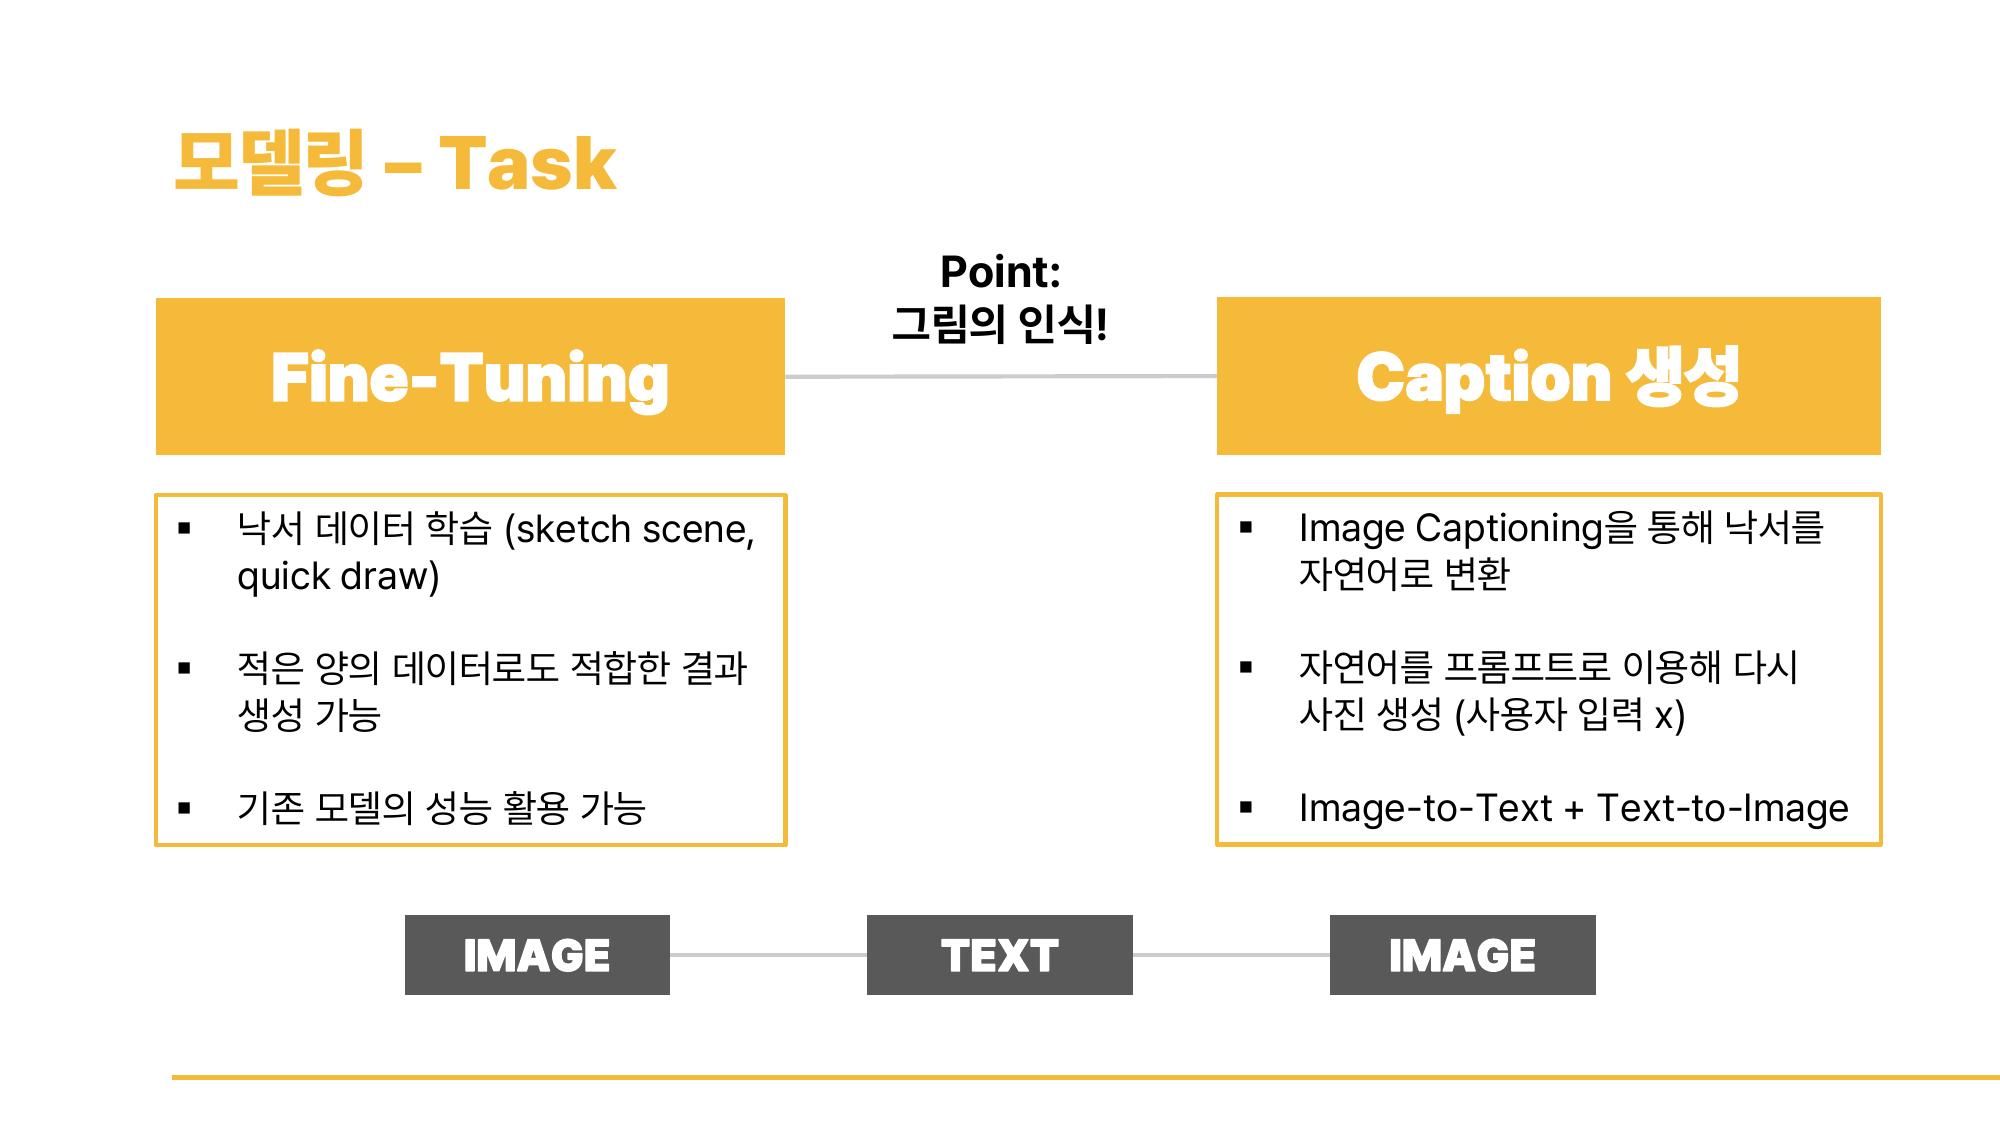 모델링 – Task
Point:
그림의 인식!
Fine-Tuning
Caption 생성
▪ 낙서 데이터 학습 (sketch scene,
quick draw)
▪ 적은 양의 데이터로도 적합한 결과
생성 가능
▪ 기존 모델의 성능 활용 가능
▪ Image Captioning을 통해 낙서를
자연어로 변환
▪ 자연어를 프롬프트로 이용해 다시
사진 생성 (사용자 입력 x)
▪ Image-to-Text + Text-to-Image
IMAGE
TEXT
IMAGE